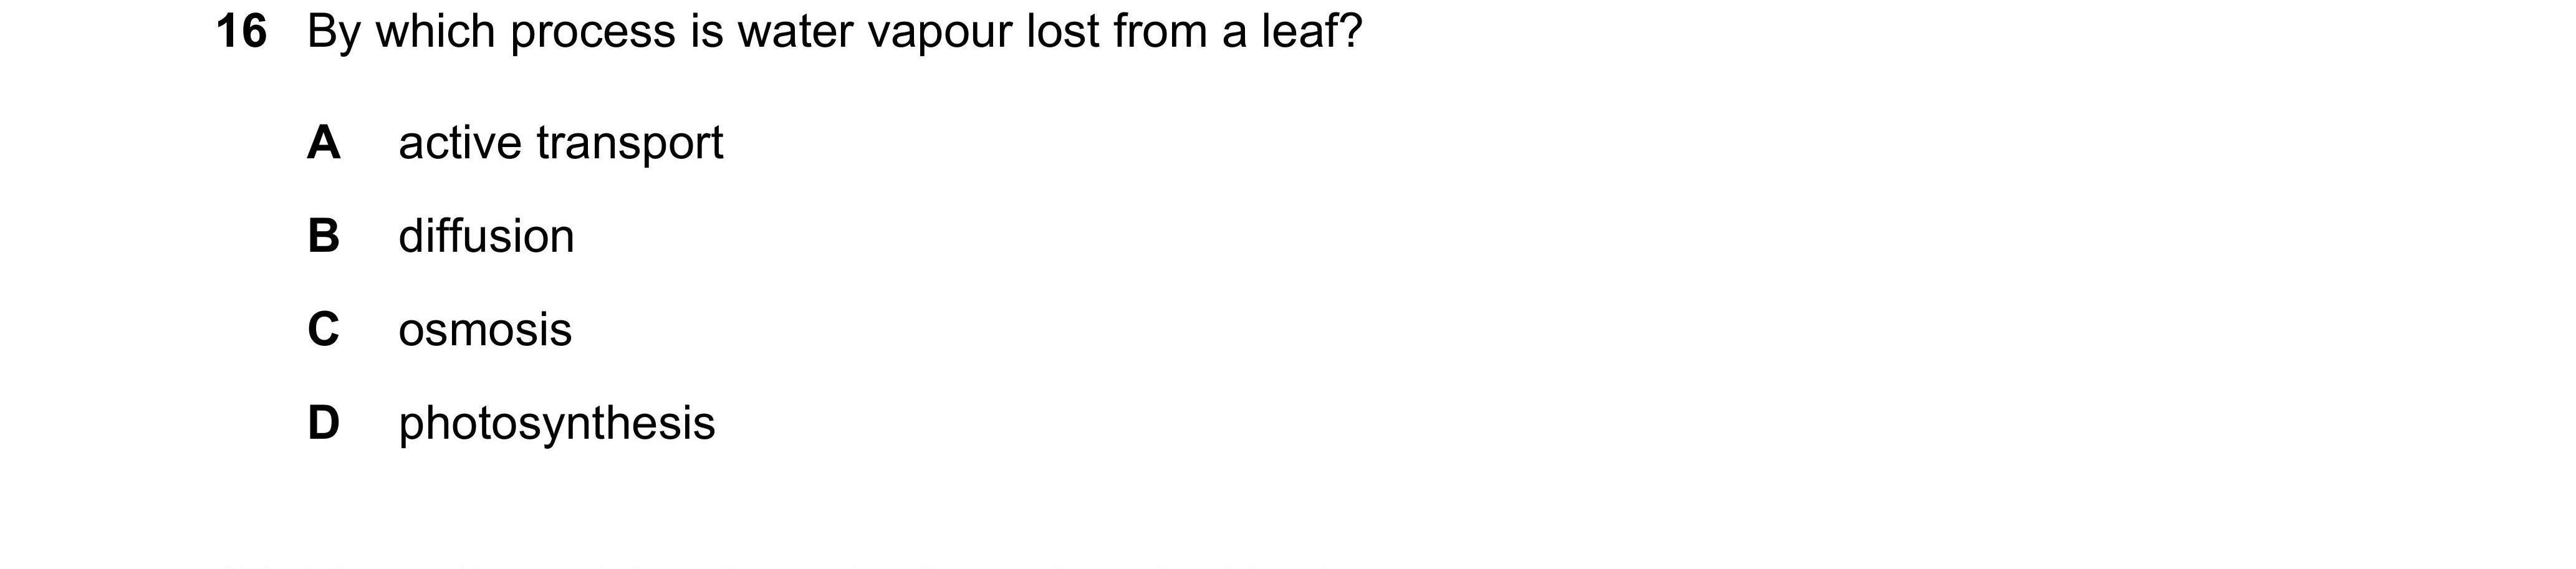 16 By which process is water vapour lost from a leaf?
A active transport
B diffusion
C osmosis
D photosynthesis